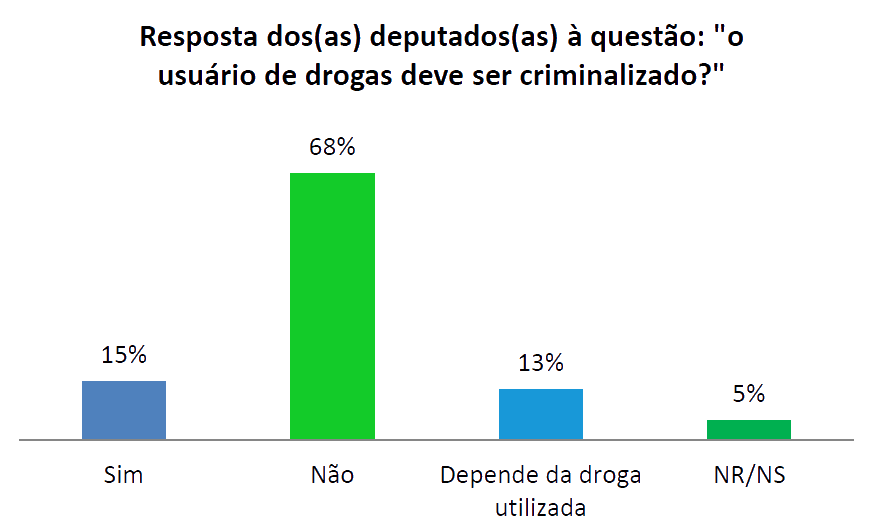 Resposta dos(as) deputados(as) à questão: "o
usuário de drogas deve ser criminalizado?"
68%
15%
13%
5%
Sim
Não
Depende da droga
utilizada
NR/NS